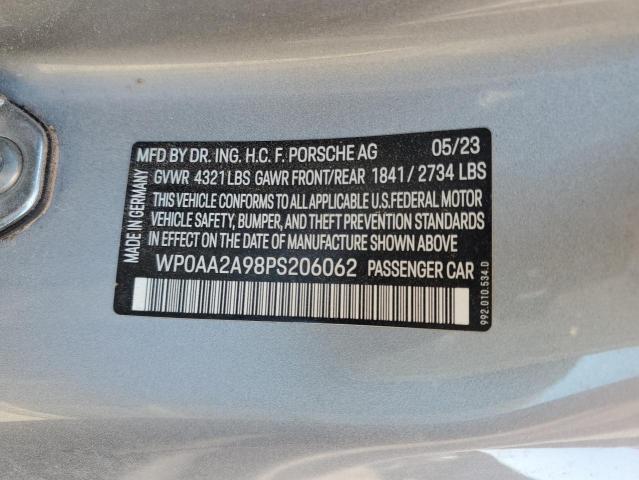 MFD BY DR. ING. H.C. F. PORSCHE AG 05/23
GVWR 4321 LBS GAWR FRONT/REAR 1841 / 2734 LBS
THIS VEHICLE CONFORMS TO ALL APPLICABLE U.S.FEDERAL MOTOR
VEHICLE SAFETY, BUMPER, AND THEFT PREVENTION STANDARDS
IN EFFECT ON THE DATE OF MANUFACTURE SHOWN ABOVE
WP0AA2A98PS206062 PASSENGER CAR
MADE IN GERMANY
992.010.534.D